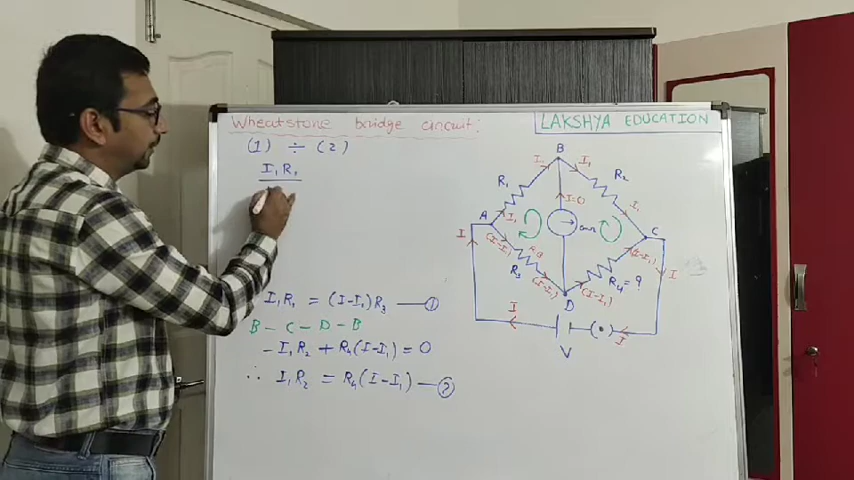 Wheatstone bridge circuit:
LAKSHYA EDUCATION
(1) ÷ (2)
I₁R₁
I₁R₁ = (I-I₁)R₃ — ①
B - C - D - B
- I₁R₂ + R₄(I-I₁) = 0
∴ I₁R₂ = R₄(I-I₁) — ②
B
I₁
I₁
R₁
R₂
I=0
A
I₁
I₁
C
I
(I-I₁)
(I-I₁)
R₃
(I-I₁)
R₄ = ?
I
D
(I-I₁)
I
I
V